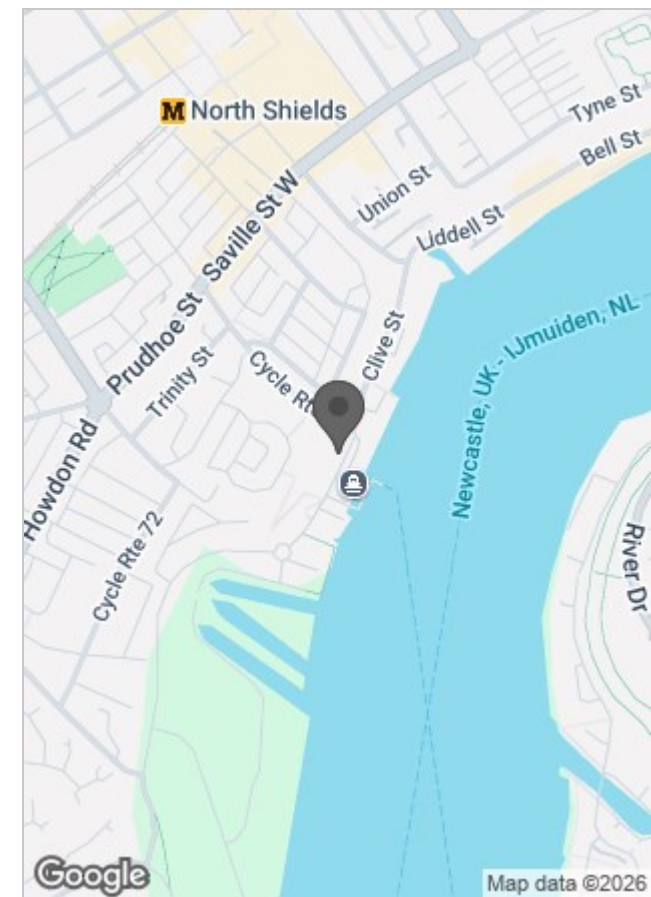 M North Shields
Tyne St
Bell St
Union St
Liddell St
Saville St W
Prudhoe St
Clive St
Trinity St
Cycle Rte
Newcastle, UK - IJmuiden, NL
Howdon Rd
Cycle Rte 72
River Dr
Google
Map data ©2026